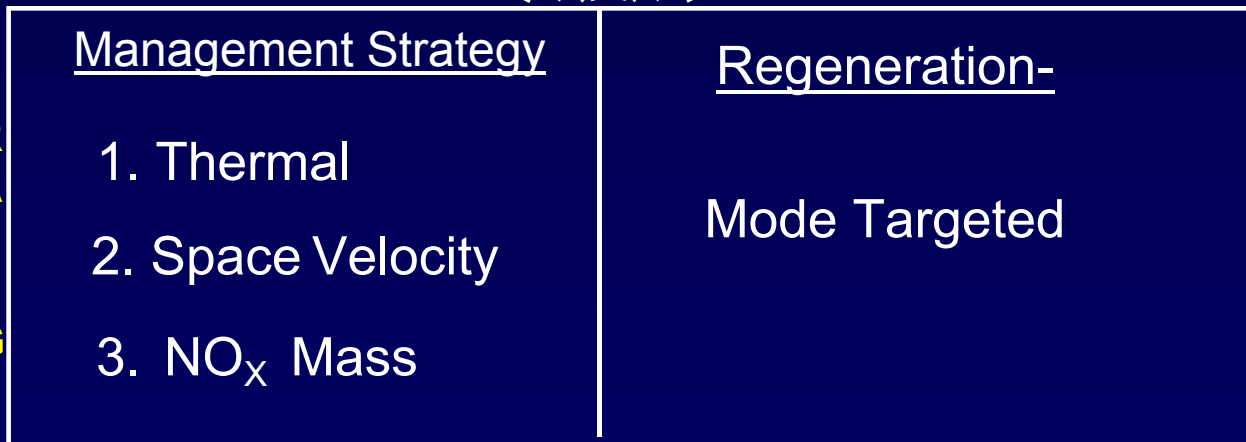 Management Strategy
1. Thermal
2. Space Velocity
3. NOX Mass
Regeneration-
Mode Targeted